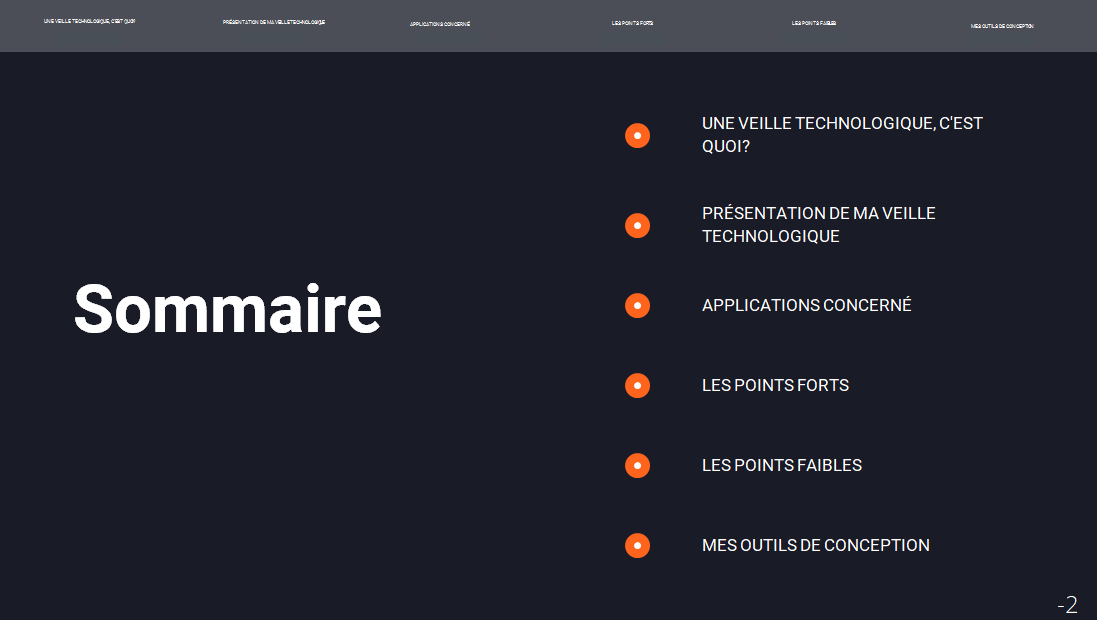 UNE VEILLE TECHNOLOGIQUE, C'EST QUOI?
PRÉSENTATION DE MA VEILLE TECHNOLOGIQUE
APPLICATIONS CONCERNÉ
LES POINTS FORTS
LES POINTS FAIBLES
MES OUTILS DE CONCEPTION
Sommaire
UNE VEILLE TECHNOLOGIQUE, C'EST
QUOI?
PRÉSENTATION DE MA VEILLE
TECHNOLOGIQUE
APPLICATIONS CONCERNÉ
LES POINTS FORTS
LES POINTS FAIBLES
MES OUTILS DE CONCEPTION
-2